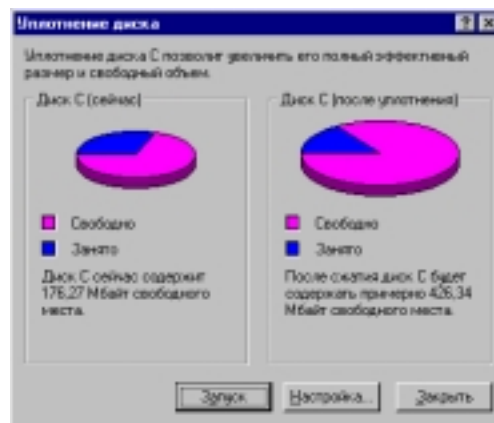 Уплотнение диска
Уплотнение диска C позволит увеличить его полный эффективный
размер и свободный объем.
Диск C (сейчас)
Свободно
Занято
Диск C сейчас содержит
176,27 Мбайт свободного
места.
Диск C (после уплотнения)
Свободно
Занято
После сжатия диск C будет
содержать примерно 426,34
Мбайт свободного места.
Запуск
Настройка...
Закрыть